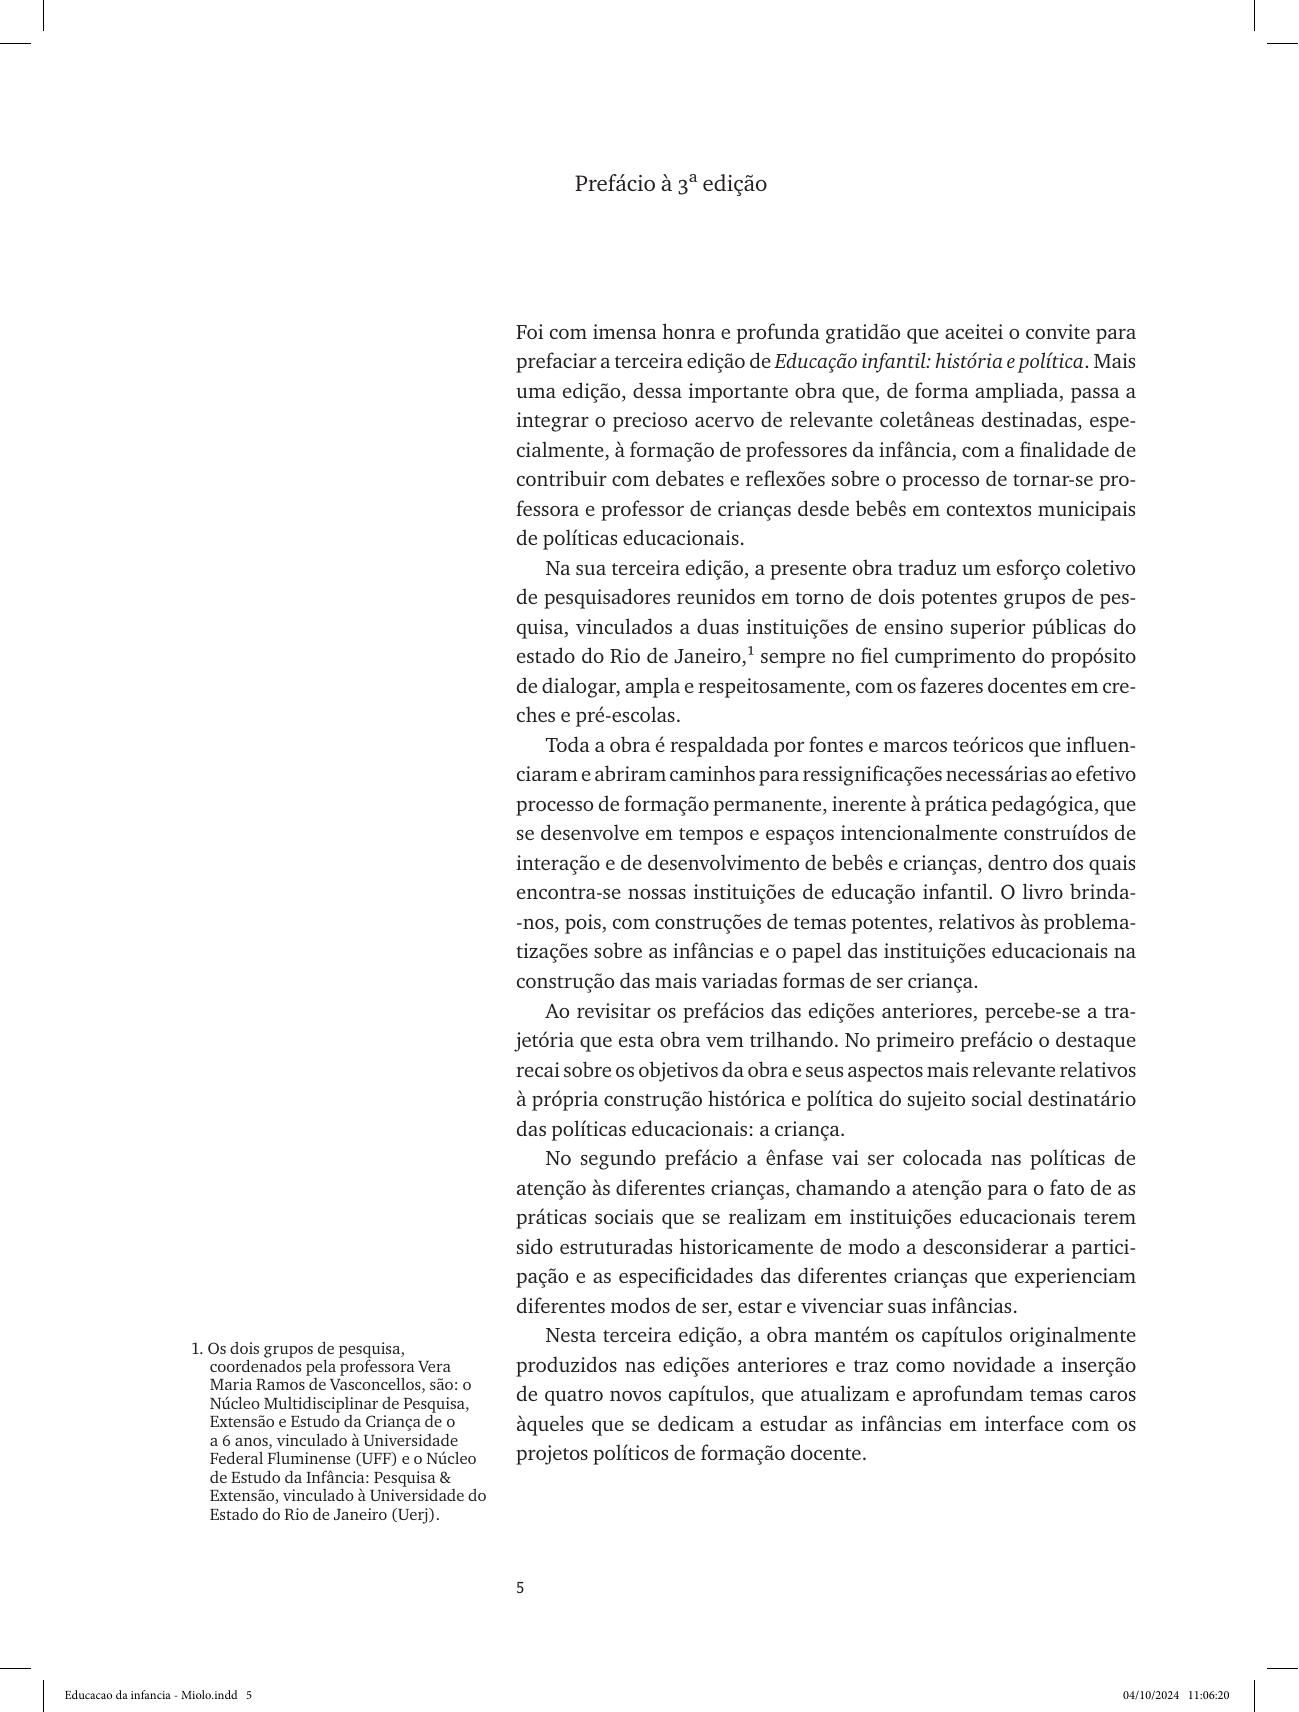 Prefácio à 3ª edição
Foi com imensa honra e profunda gratidão que aceitei o convite para
prefaciar a terceira edição de Educação infantil: história e política. Mais
uma edição, dessa importante obra que, de forma ampliada, passa a
integrar o precioso acervo de relevante coletâneas destinadas, espe-
cialmente, à formação de professores da infância, com a finalidade de
contribuir com debates e reflexões sobre o processo de tornar-se pro-
fessora e professor de crianças desde bebês em contextos municipais
de políticas educacionais.
Na sua terceira edição, a presente obra traduz um esforço coletivo
de pesquisadores reunidos em torno de dois potentes grupos de pes-
quisa, vinculados a duas instituições de ensino superior públicas do
estado do Rio de Janeiro,¹ sempre no fiel cumprimento do propósito
de dialogar, ampla e respeitosamente, com os fazeres docentes em cre-
ches e pré-escolas.
Toda a obra é respaldada por fontes e marcos teóricos que influen-
ciaram e abriram caminhos para ressignificações necessárias ao efetivo
processo de formação permanente, inerente à prática pedagógica, que
se desenvolve em tempos e espaços intencionalmente construídos de
interação e de desenvolvimento de bebês e crianças, dentro dos quais
encontra-se nossas instituições de educação infantil. O livro brinda-
-nos, pois, com construções de temas potentes, relativos às problema-
tizações sobre as infâncias e o papel das instituições educacionais na
construção das mais variadas formas de ser criança.
Ao revisitar os prefácios das edições anteriores, percebe-se a tra-
jetória que esta obra vem trilhando. No primeiro prefácio o destaque
recai sobre os objetivos da obra e seus aspectos mais relevante relativos
à própria construção histórica e política do sujeito social destinatário
das políticas educacionais: a criança.
No segundo prefácio a ênfase vai ser colocada nas políticas de
atenção às diferentes crianças, chamando a atenção para o fato de as
práticas sociais que se realizam em instituições educacionais terem
sido estruturadas historicamente de modo a desconsiderar a partici-
pação e as especificidades das diferentes crianças que experienciam
diferentes modos de ser, estar e vivenciar suas infâncias.
Nesta terceira edição, a obra mantém os capítulos originalmente
produzidos nas edições anteriores e traz como novidade a inserção
de quatro novos capítulos, que atualizam e aprofundam temas caros
àqueles que se dedicam a estudar as infâncias em interface com os
projetos políticos de formação docente.
1. Os dois grupos de pesquisa,
coordenados pela professora Vera
Maria Ramos de Vasconcellos, são: o
Núcleo Multidisciplinar de Pesquisa,
Extensão e Estudo da Criança de 0
a 6 anos, vinculado à Universidade
Federal Fluminense (UFF) e o Núcleo
de Estudo da Infância: Pesquisa &
Extensão, vinculado à Universidade do
Estado do Rio de Janeiro (Uerj).
5
Educacao da infancia - Miolo.indd 5
04/10/2024 11:06:20